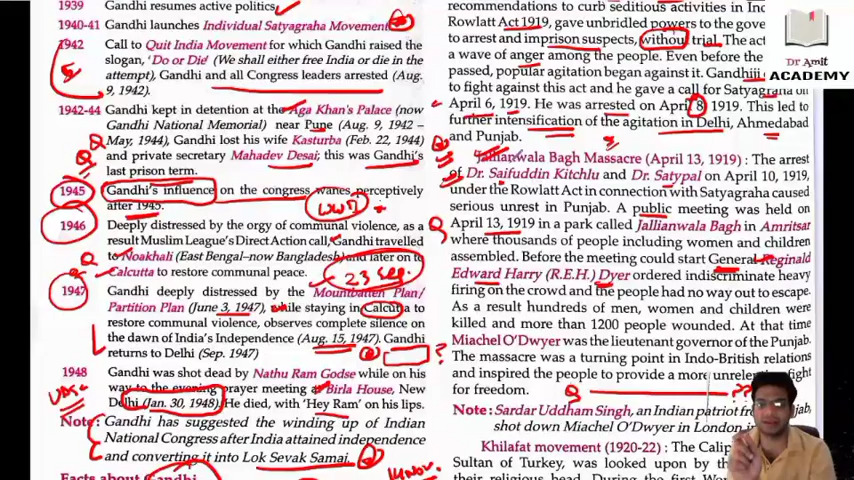 1939 Gandhi resumes active politics
1940-41 Gandhi launches Individual Satyagraha Movement
1942 Call to Quit India Movement for which Gandhi raised the
slogan, 'Do or Die' (We shall either free India or die in the
attempt), Gandhi and all Congress leaders arrested (Aug.
9, 1942).
1942-44 Gandhi kept in detention at the Aga Khan's Palace (now
Gandhi National Memorial) near Pune (Aug. 9, 1942 –
May, 1944), Gandhi lost his wife Kasturba (Feb. 22, 1944)
and private secretary Mahadev Desai; this was Gandhi's
last prison term.
1945 Gandhi's influence on the congress wanes perceptively
after 1945.
WW2
1946 Deeply distressed by the orgy of communal violence, as a
result Muslim League's Direct Action call, Gandhi travelled
to Noakhali (East Bengal–now Bangladesh) and later on to
Calcutta to restore communal peace.
23 Sep.
1947 Gandhi deeply distressed by the Mountbatten Plan/
Partition Plan (June 3, 1947), while staying in Calcutta to
restore communal violence, observes complete silence on
the dawn of India's Independence (Aug. 15, 1947). Gandhi
returns to Delhi (Sep. 1947)
?
1948 Gandhi was shot dead by Nathu Ram Godse while on his
way to the evening prayer meeting at Birla House, New
Delhi (Jan. 30, 1948). He died, with 'Hey Ram' on his lips.
Note: Gandhi has suggested the winding up of Indian
National Congress after India attained independence
and converting it into Lok Sevak Samaj.
14 Nov.
Facts about Gandhi
recommendations to curb seditious activities in
Rowlatt Act 1919, gave unbridled powers to the
to arrest and imprison suspects, without trial. The act
a wave of anger among the people. Even before the
passed, popular agitation began against it. Gandhi
to fight against this act and he gave a call for Satyagraha on
April 6, 1919. He was arrested on April 8 1919. This led to
further intensification of the agitation in Delhi, Ahmedabad
and Punjab.
Jallianwala Bagh Massacre (April 13, 1919) : The arrest
of Dr. Saifuddin Kitchlu and Dr. Satypal on April 10, 1919,
under the Rowlatt Act in connection with Satyagraha caused
serious unrest in Punjab. A public meeting was held on
April 13, 1919 in a park called Jallianwala Bagh in Amritsar
where thousands of people including women and children
assembled. Before the meeting could start General Reginald
Edward Harry (R.E.H.) Dyer ordered indiscriminate heavy
firing on the crowd and the people had no way out to escape.
As a result hundreds of men, women and children were
killed and more than 1200 people wounded. At that time
Miachel O'Dwyer was the lieutenant governor of the Punjab.
The massacre was a turning point in Indo-British relations
and inspired the people to provide a more fight
for freedom.
Q ??
Note : Sardar Uddham Singh, an Indian patriot
shot down Miachel O'Dwyer in London
Khilafat movement (1920-22) : The
Sultan of Turkey, was looked upon by
their religious head. During the first
Dr Amit
ACADEMY